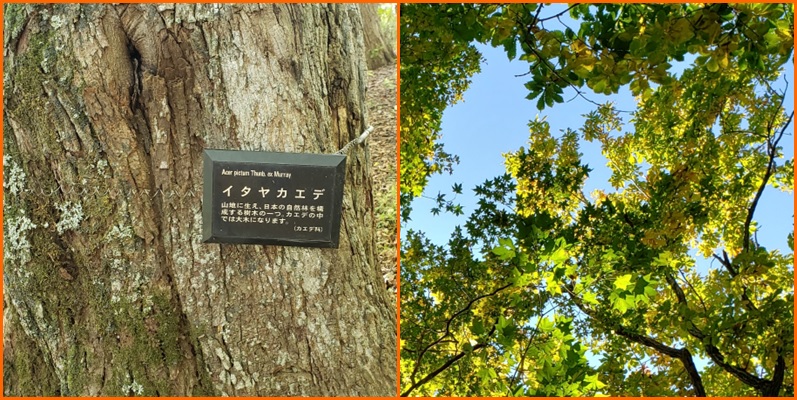 Acer pictum Thunb. ex Murray
イタヤカエデ
山地に生え、日本の自然林を構
成する樹木の一つ。カエデの中
では大木になります。
(カエデ科)